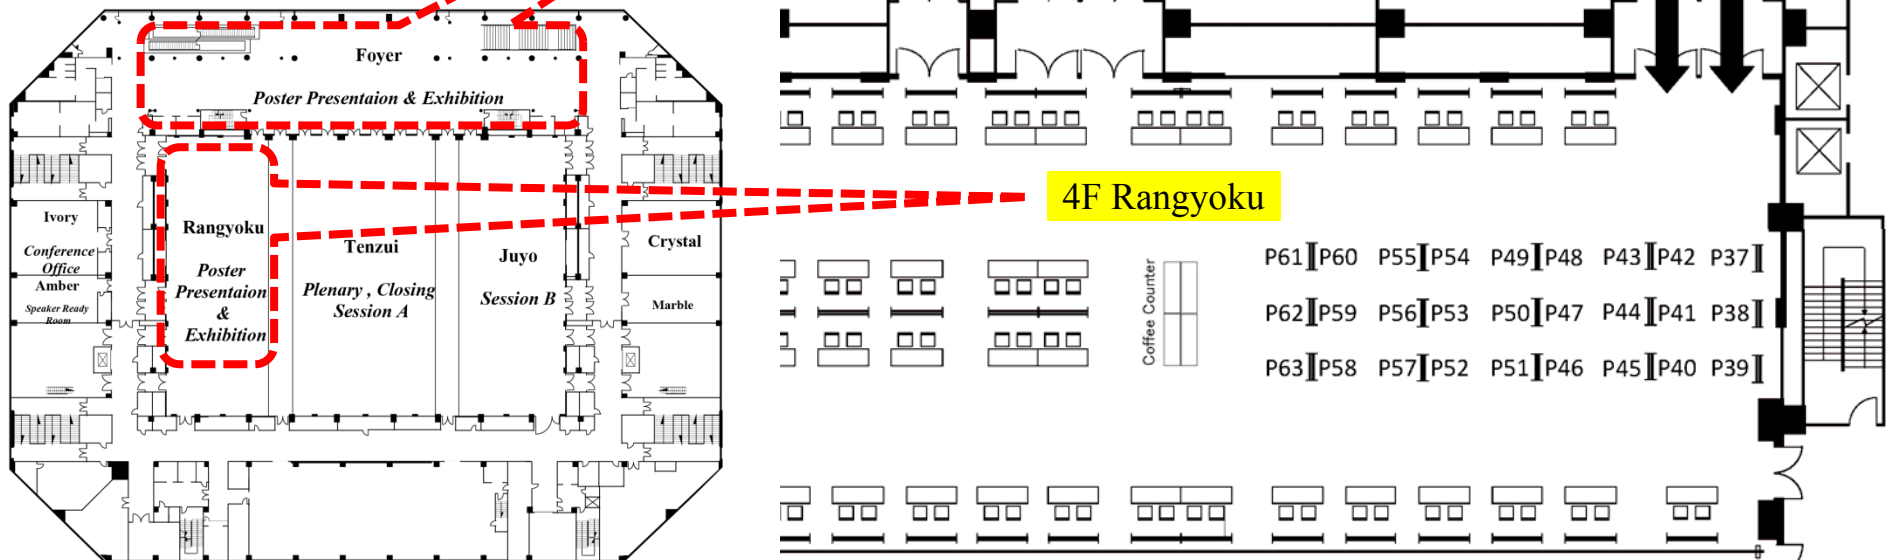 Foyer
Poster Presentaion & Exhibition
Ivory
Conference
Office
Amber
Speaker Ready
Room
Rangyoku
Poster
Presentaion
&
Exhibition
Tenzui
Plenary , Closing
Session A
Juyo
Session B
Crystal
Marble
4F Rangyoku
Coffee Counter
P61 P60 P55 P54 P49 P48 P43 P42 P37
P62 P59 P56 P53 P50 P47 P44 P41 P38
P63 P58 P57 P52 P51 P46 P45 P40 P39